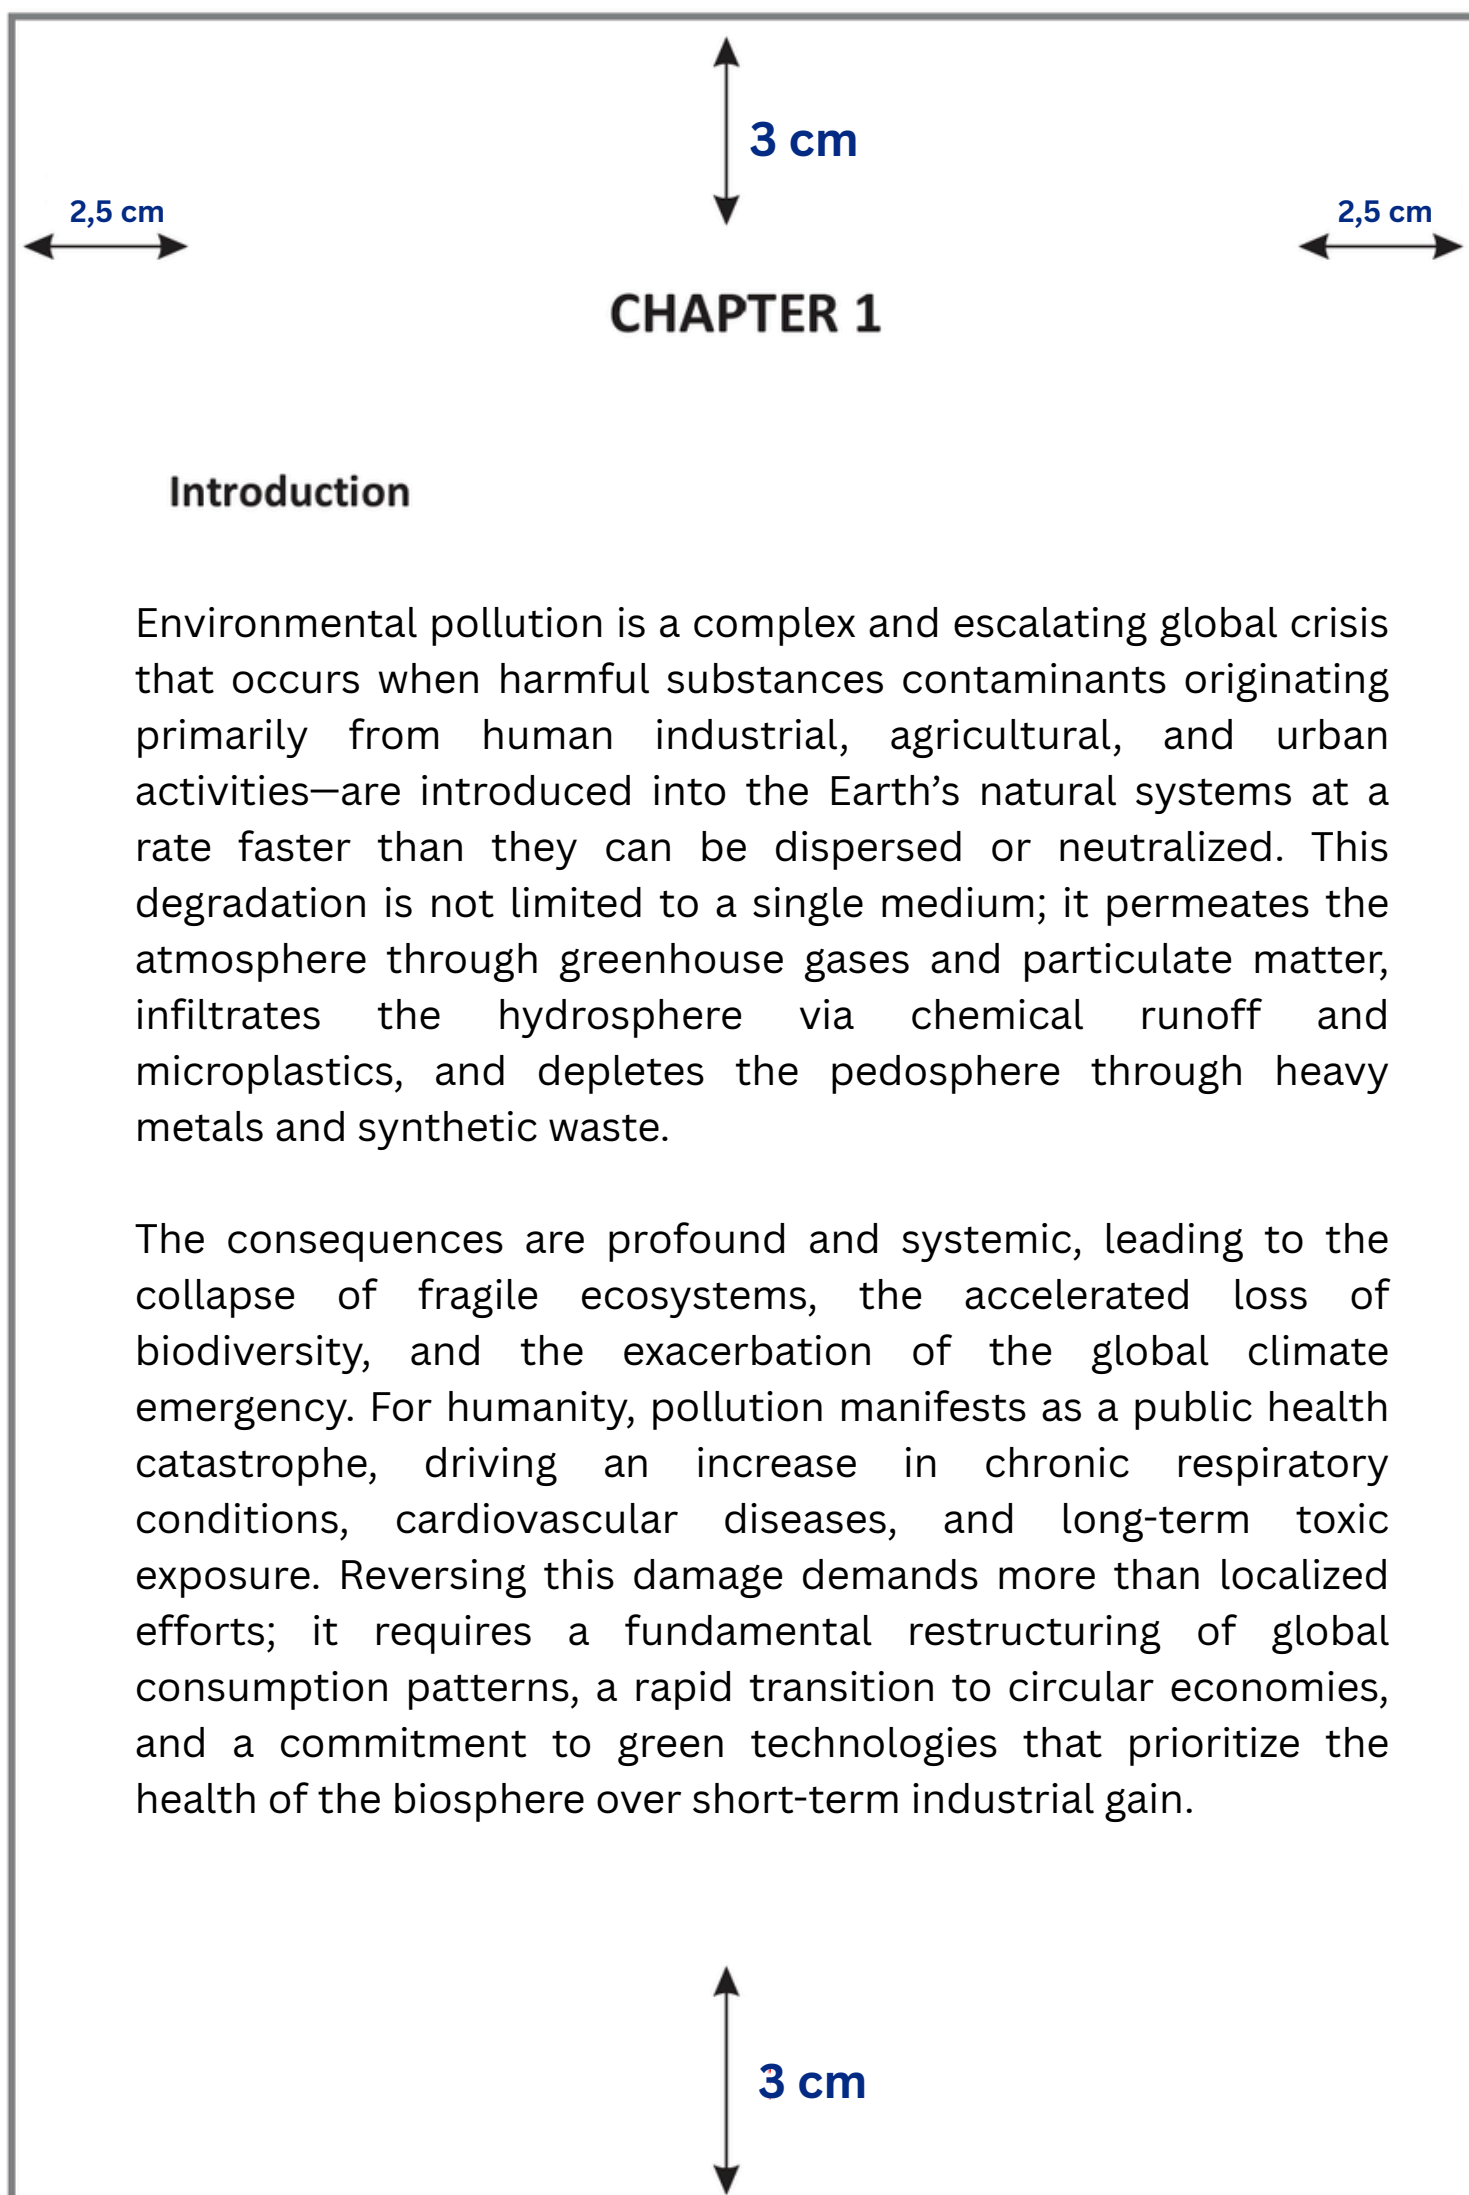 3 cm
2,5 cm
2,5 cm
CHAPTER 1
Introduction
Environmental pollution is a complex and escalating global crisis
that occurs when harmful substances contaminants originating
primarily from human industrial, agricultural, and urban
activities—are introduced into the Earth’s natural systems at a
rate faster than they can be dispersed or neutralized. This
degradation is not limited to a single medium; it permeates the
atmosphere through greenhouse gases and particulate matter,
infiltrates the hydrosphere via chemical runoff and
microplastics, and depletes the pedosphere through heavy
metals and synthetic waste.
The consequences are profound and systemic, leading to the
collapse of fragile ecosystems, the accelerated loss of
biodiversity, and the exacerbation of the global climate
emergency. For humanity, pollution manifests as a public health
catastrophe, driving an increase in chronic respiratory
conditions, cardiovascular diseases, and long-term toxic
exposure. Reversing this damage demands more than localized
efforts; it requires a fundamental restructuring of global
consumption patterns, a rapid transition to circular economies,
and a commitment to green technologies that prioritize the
health of the biosphere over short-term industrial gain.
3 cm